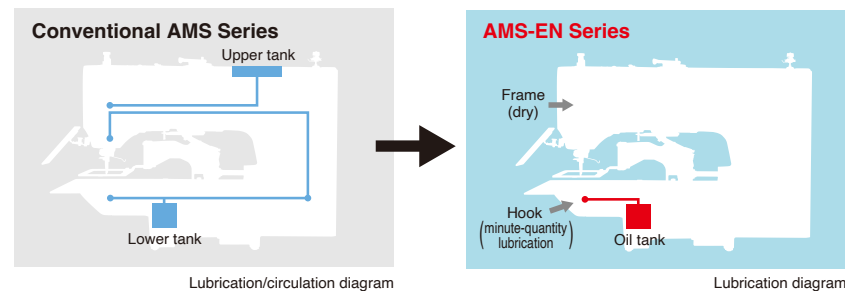 Conventional AMS Series
Upper tank
Lower tank
Lubrication/circulation diagram
AMS-EN Series
Frame
(dry)
Hook
(minute-quantity
lubrication)
Oil tank
Lubrication diagram